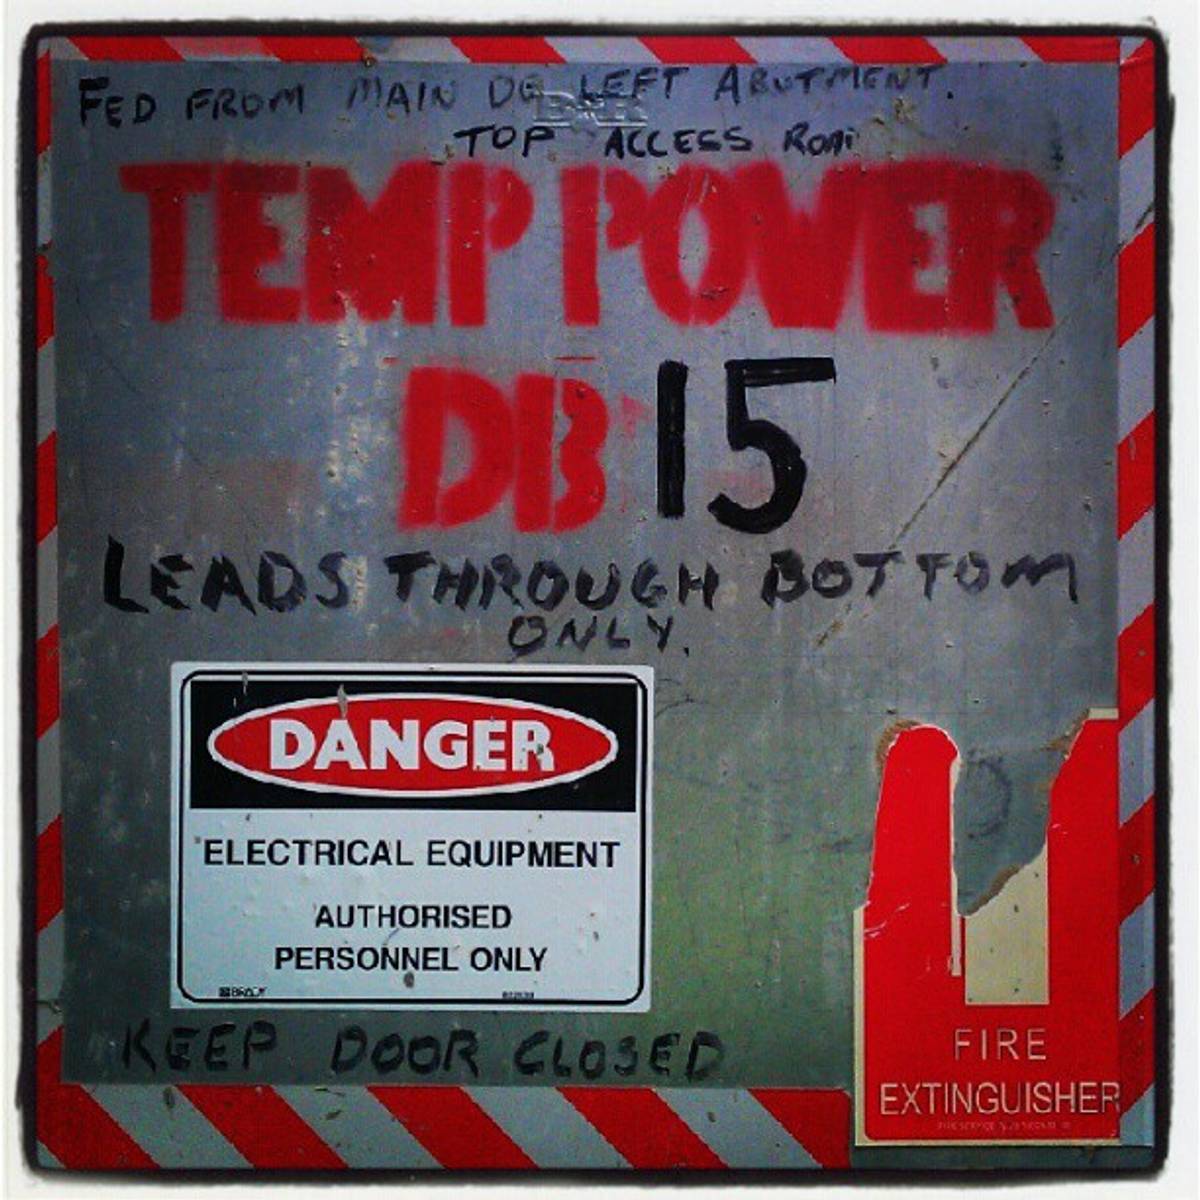 FED FROM MAIN DB LEFT ABUTMENT.
B&R
TOP ACCESS ROAD
TEMP POWER
DB 15
LEADS THROUGH BOTTOM
ONLY.
DANGER
ELECTRICAL EQUIPMENT
AUTHORISED
PERSONNEL ONLY
BRADY
KEEP DOOR CLOSED
FIRE
EXTINGUISHER